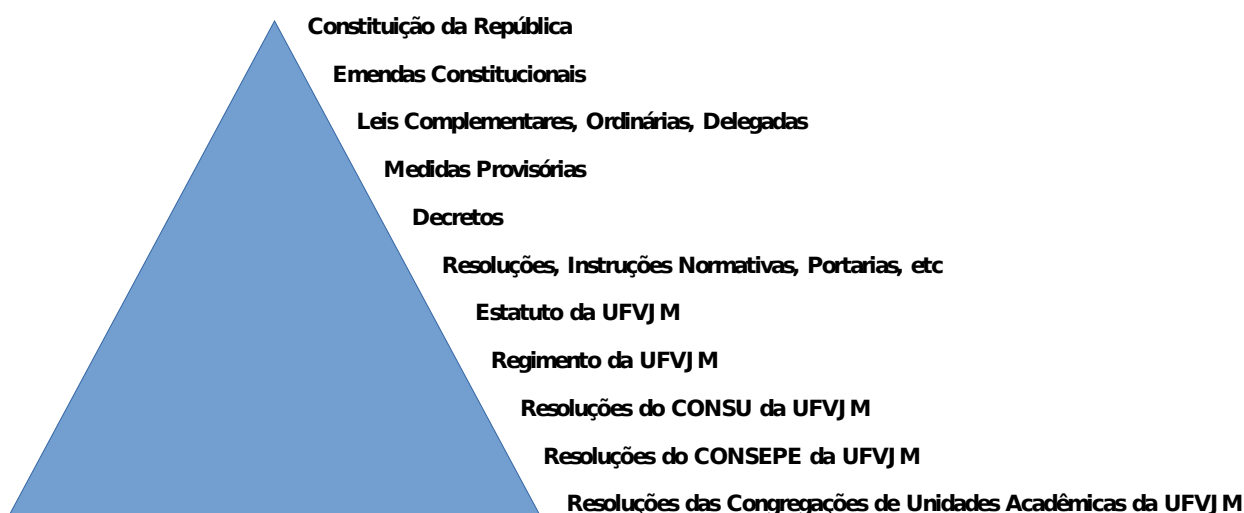 Constituição da República
Emendas Constitucionais
Leis Complementares, Ordinárias, Delegadas
Medidas Provisórias
Decretos
Resoluções, Instruções Normativas, Portarias, etc
Estatuto da UFVJM
Regimento da UFVJM
Resoluções do CONSU da UFVJM
Resoluções do CONSEPE da UFVJM
Resoluções das Congregações de Unidades Acadêmicas da UFVJM